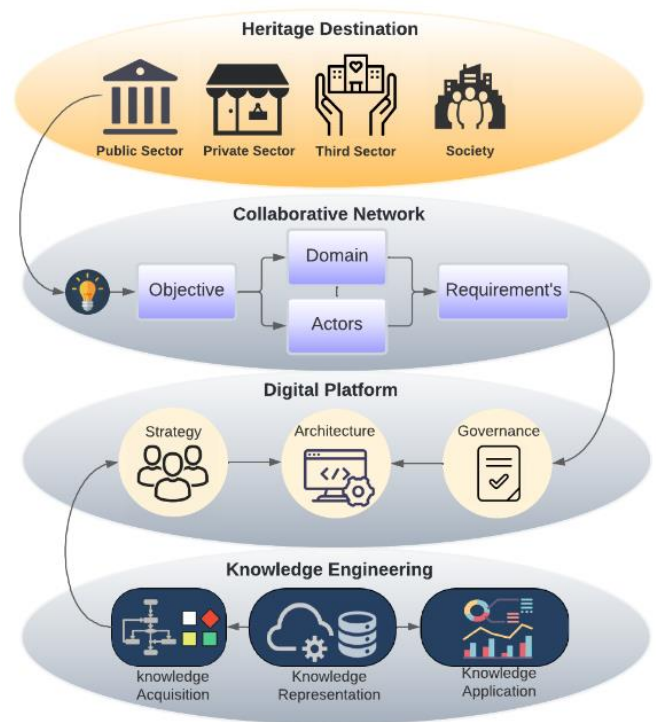 Heritage Destination
Public Sector
Private Sector
Third Sector
Society
Collaborative Network
Objective
Domain
Actors
Requirement's
Digital Platform
Strategy
Architecture
Governance
</>
Knowledge Engineering
knowledge
Acquisition
Knowledge
Representation
Knowledge
Application